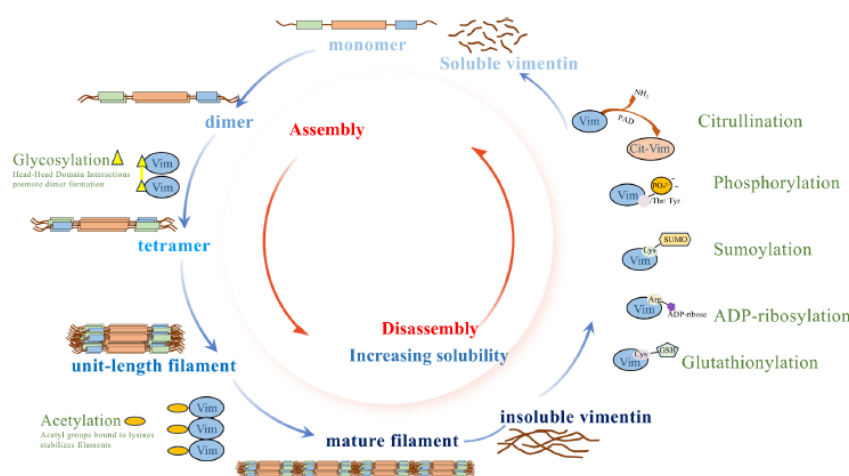 monomer
Soluble vimentin
dimer
Assembly
NH₃
Vim
PAD
Cit-Vim
Citrullination
Glycosylation
Head-Head Domain Interactions
promote dimer formation
Vim
Vim
PO₄²⁻
Vim
Thr Tyr
Phosphorylation
tetramer
SUMO
Lys
Vim
Sumoylation
Arg
Vim
ADP-ribose
ADP-ribosylation
Disassembly
Increasing solubility
unit-length filament
Cys
GSH
Vim
Glutathionylation
Acetylation
Acetyl groups bound to lysines
stabilizes filaments
Vim
Vim
Vim
insoluble vimentin
mature filament